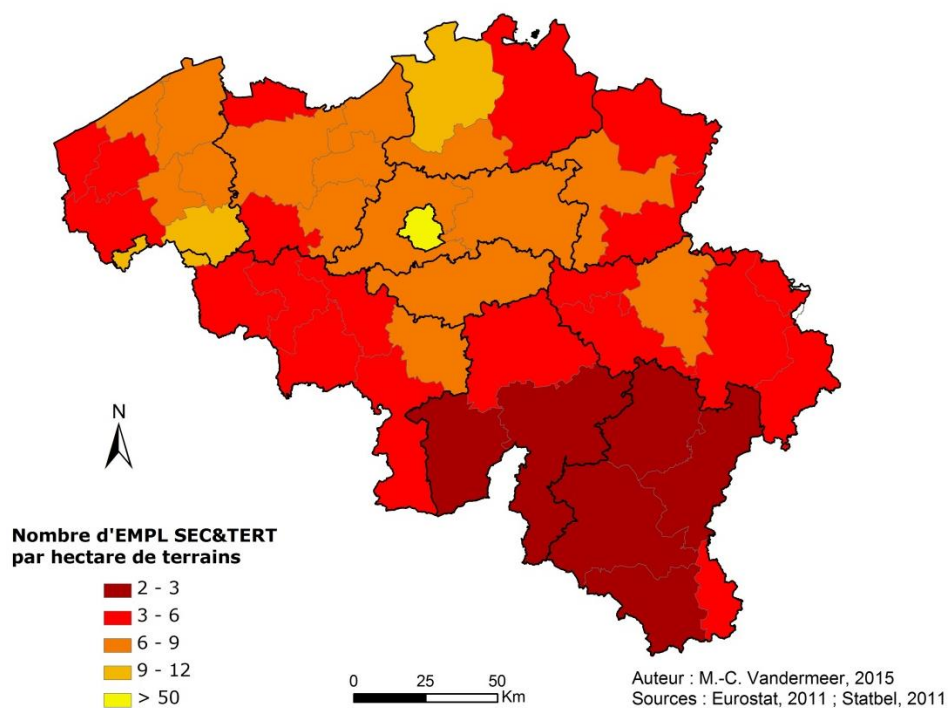 N
Nombre d'EMPL SEC&TERT
par hectare de terrains
2 - 3
3 - 6
6 - 9
9 - 12
> 50
0 25 50
Km
Auteur : M.-C. Vandermeer, 2015
Sources : Eurostat, 2011 ; Statbel, 2011